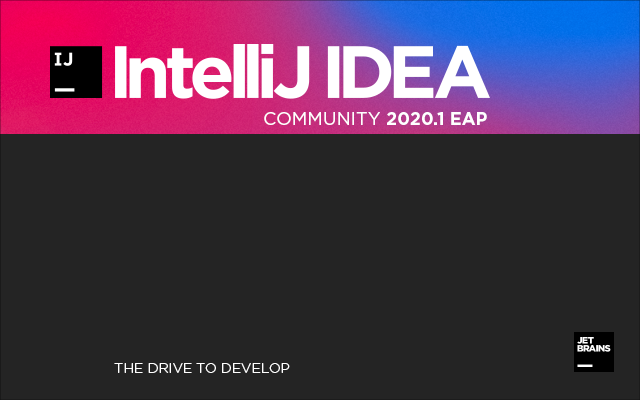 IJ
IntelliJ IDEA
COMMUNITY 2020.1 EAP
THE DRIVE TO DEVELOP
JET
BRAINS